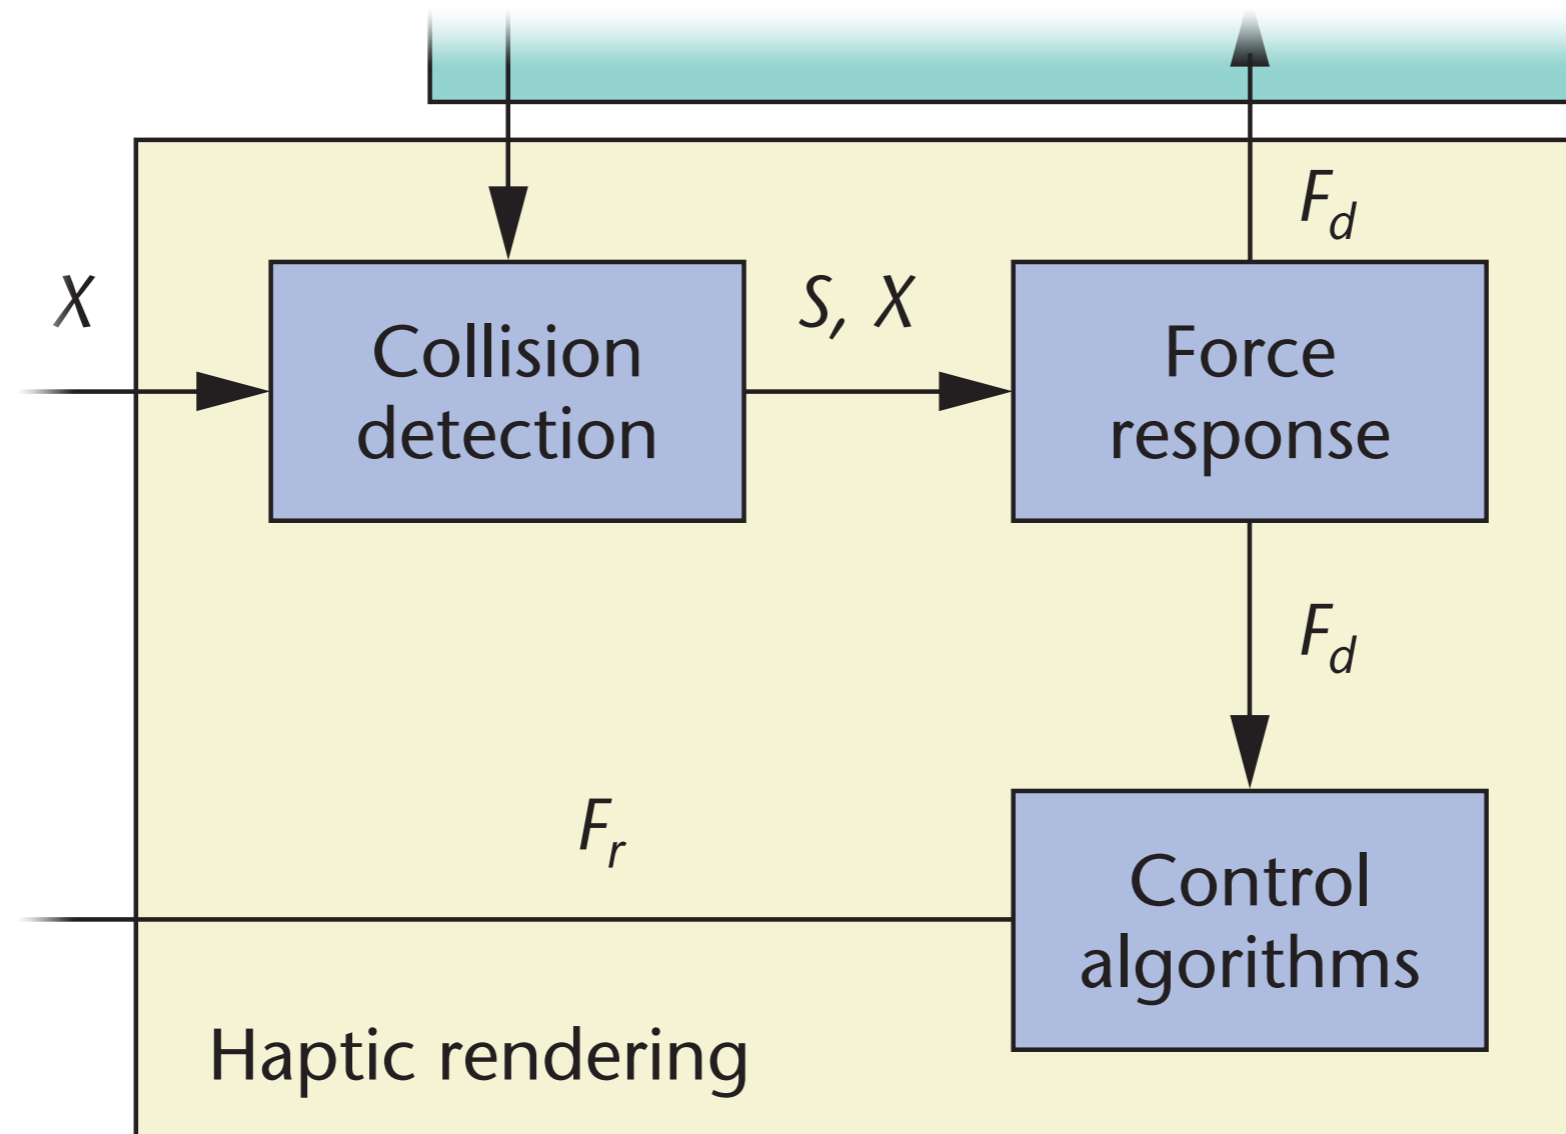 F_d
X
S, X
Collision
detection
Force
response
F_d
F_r
Control
algorithms
Haptic rendering